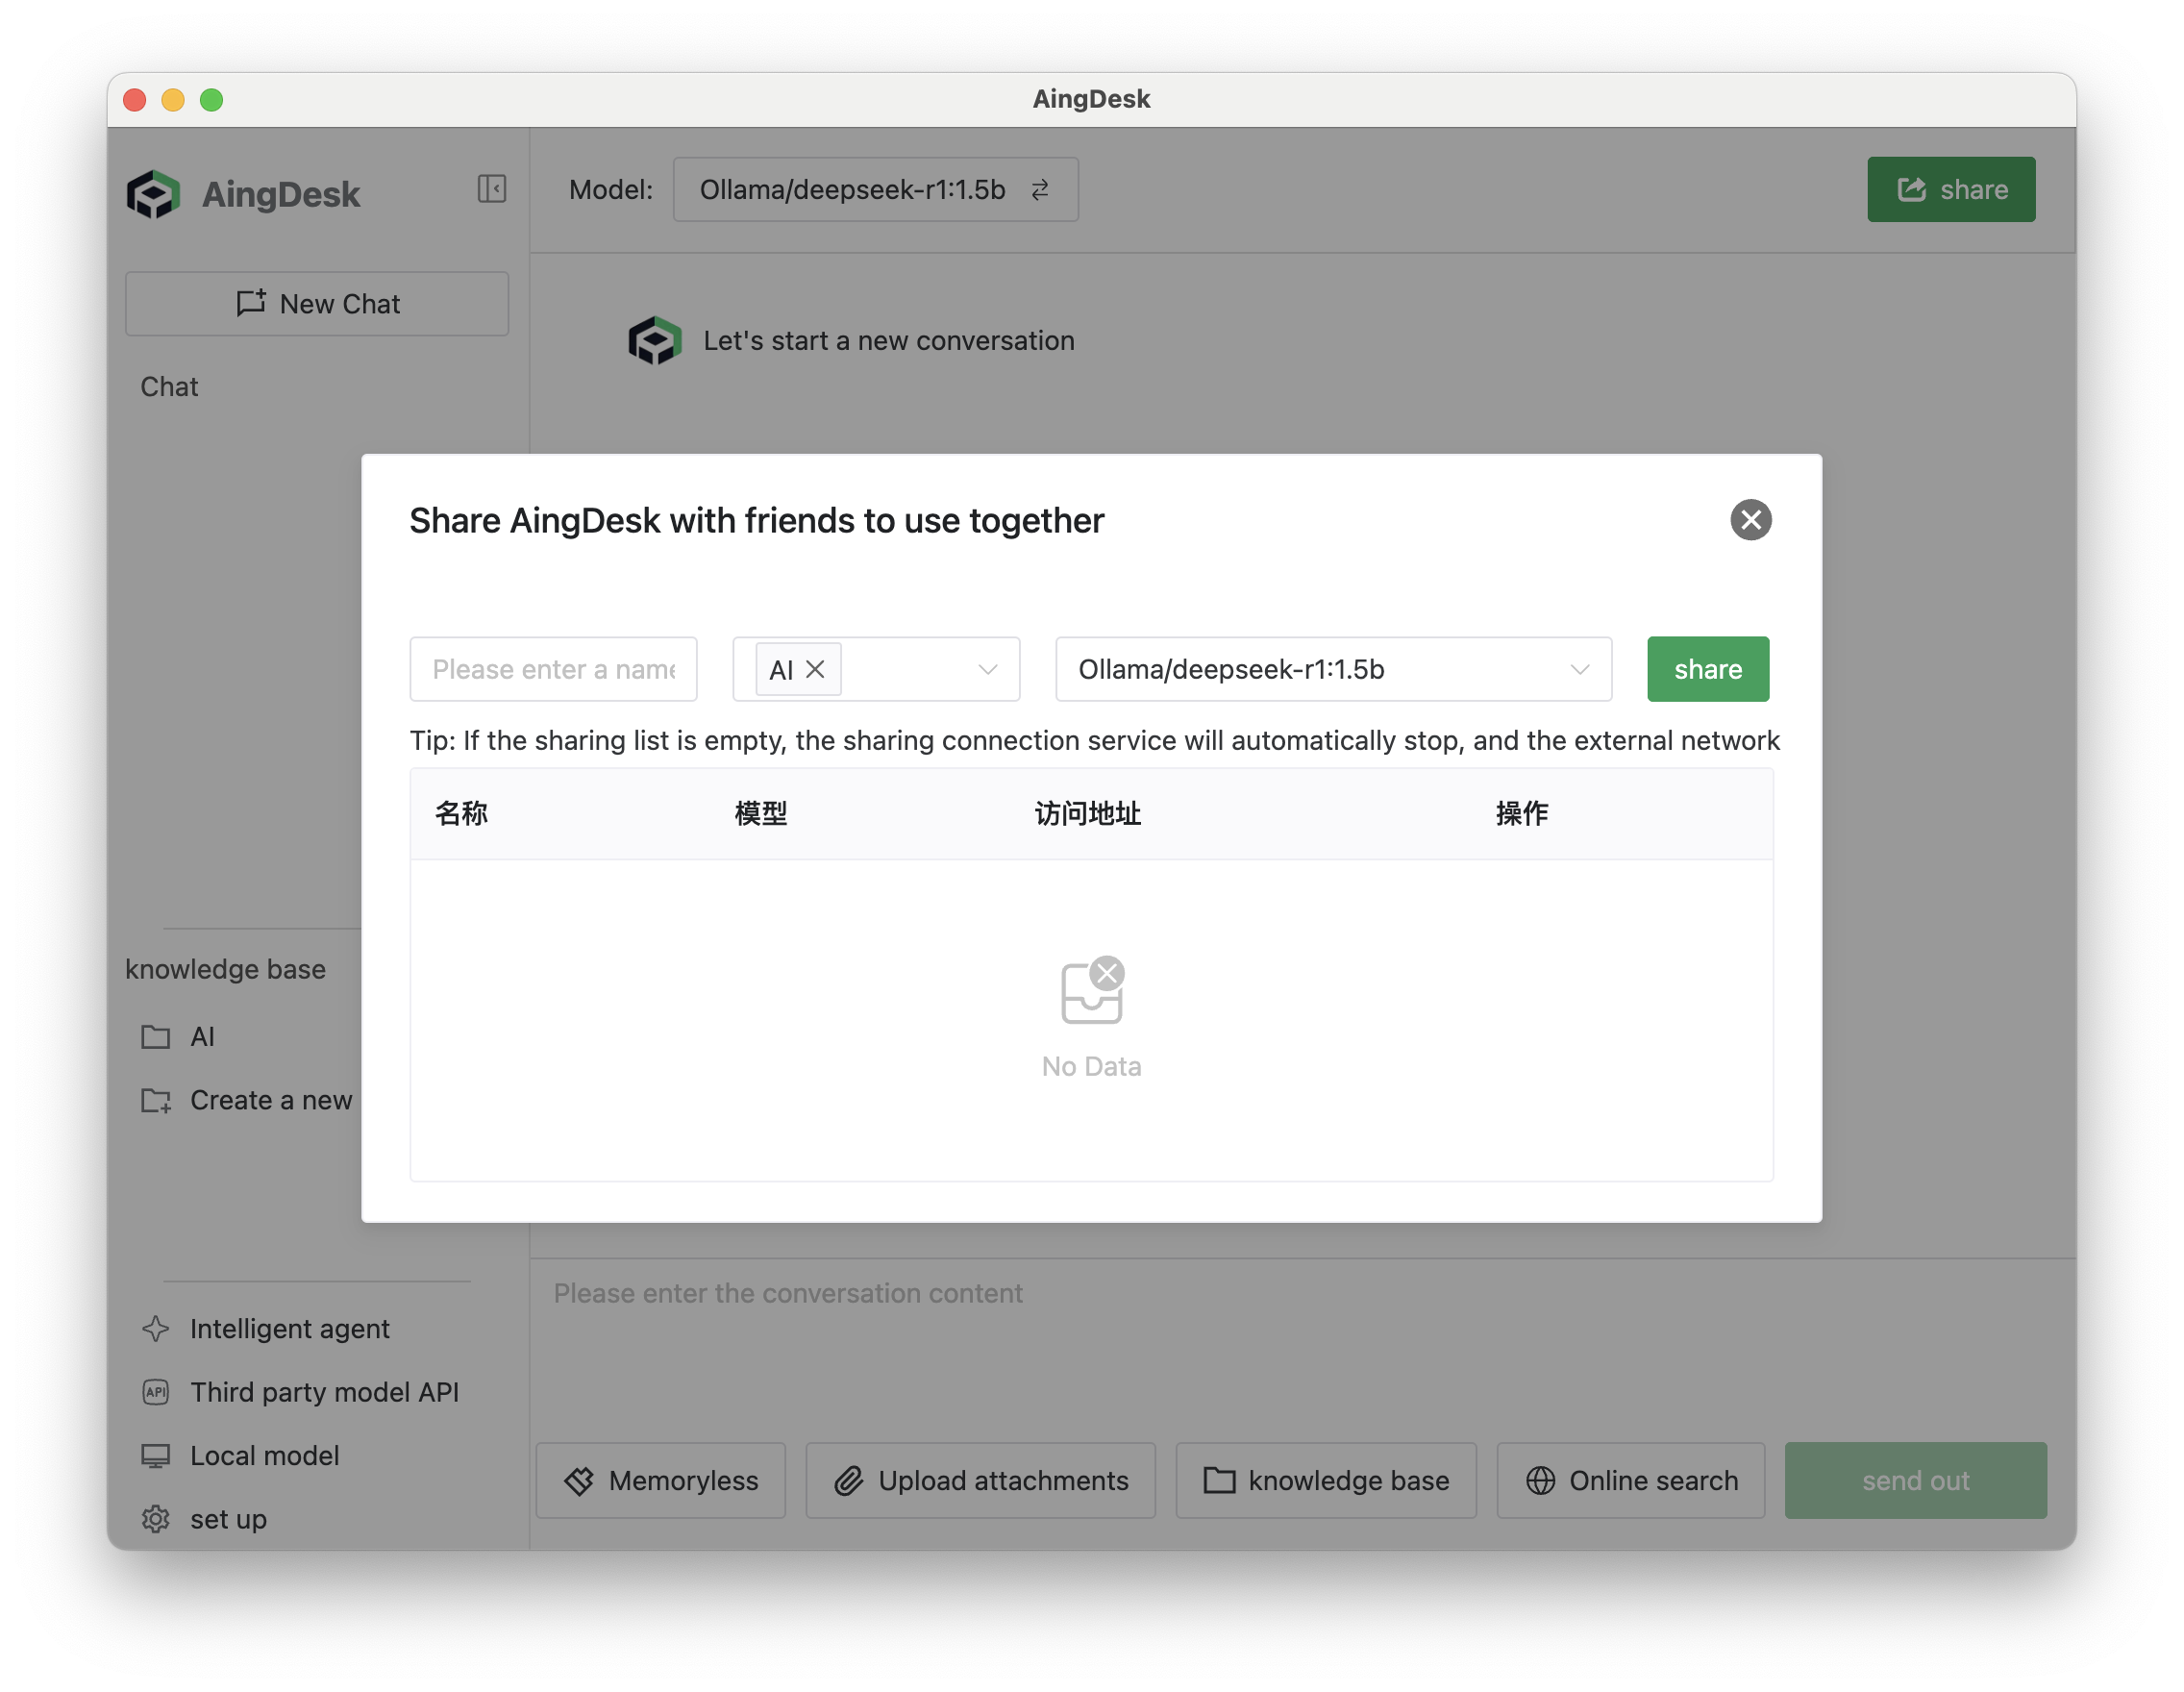 AingDesk
AingDesk
Model: Ollama/deepseek-r1:1.5b
share
New Chat
Let's start a new conversation
Chat
Share AingDesk with friends to use together
Please enter a name
AI
Ollama/deepseek-r1:1.5b
share
Tip: If the sharing list is empty, the sharing connection service will automatically stop, and the external network
名称 模型 访问地址 操作
No Data
knowledge base
AI
Create a new
Please enter the conversation content
Intelligent agent
API Third party model API
Local model
set up
Memoryless
Upload attachments
knowledge base
Online search
send out